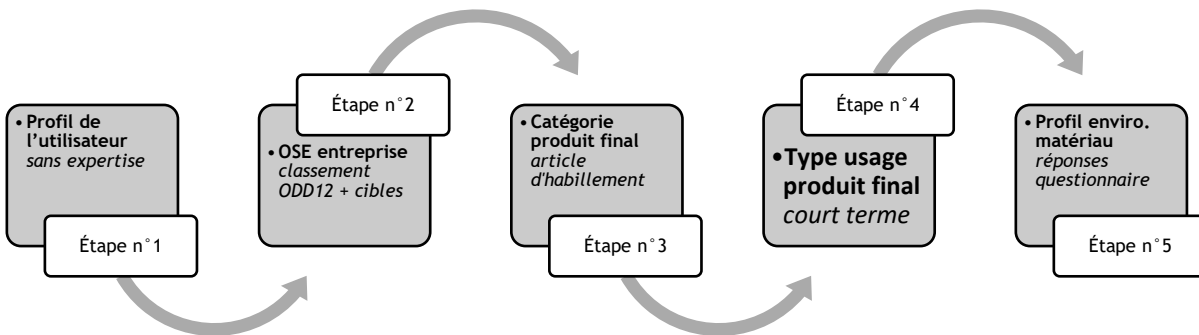 • Profil de
l'utilisateur
sans expertise
Étape n°1
Étape n°2
• OSE entreprise
classement
ODD12 + cibles
• Catégorie
produit final
article
d'habillement
Étape n°3
Étape n°4
•Type usage
produit final
court terme
• Profil enviro.
matériau
réponses
questionnaire
Étape n°5